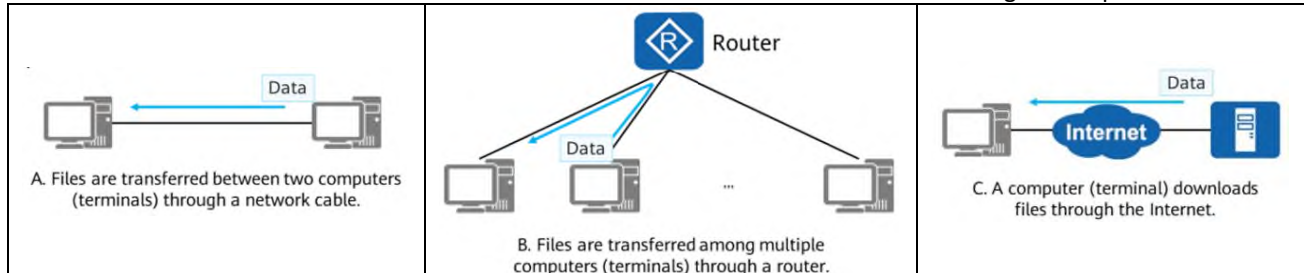 Data
A. Files are transferred between two computers
(terminals) through a network cable.
R
Router
Data
...
B. Files are transferred among multiple
computers (terminals) through a router.
Data
Internet
C. A computer (terminal) downloads
files through the Internet.